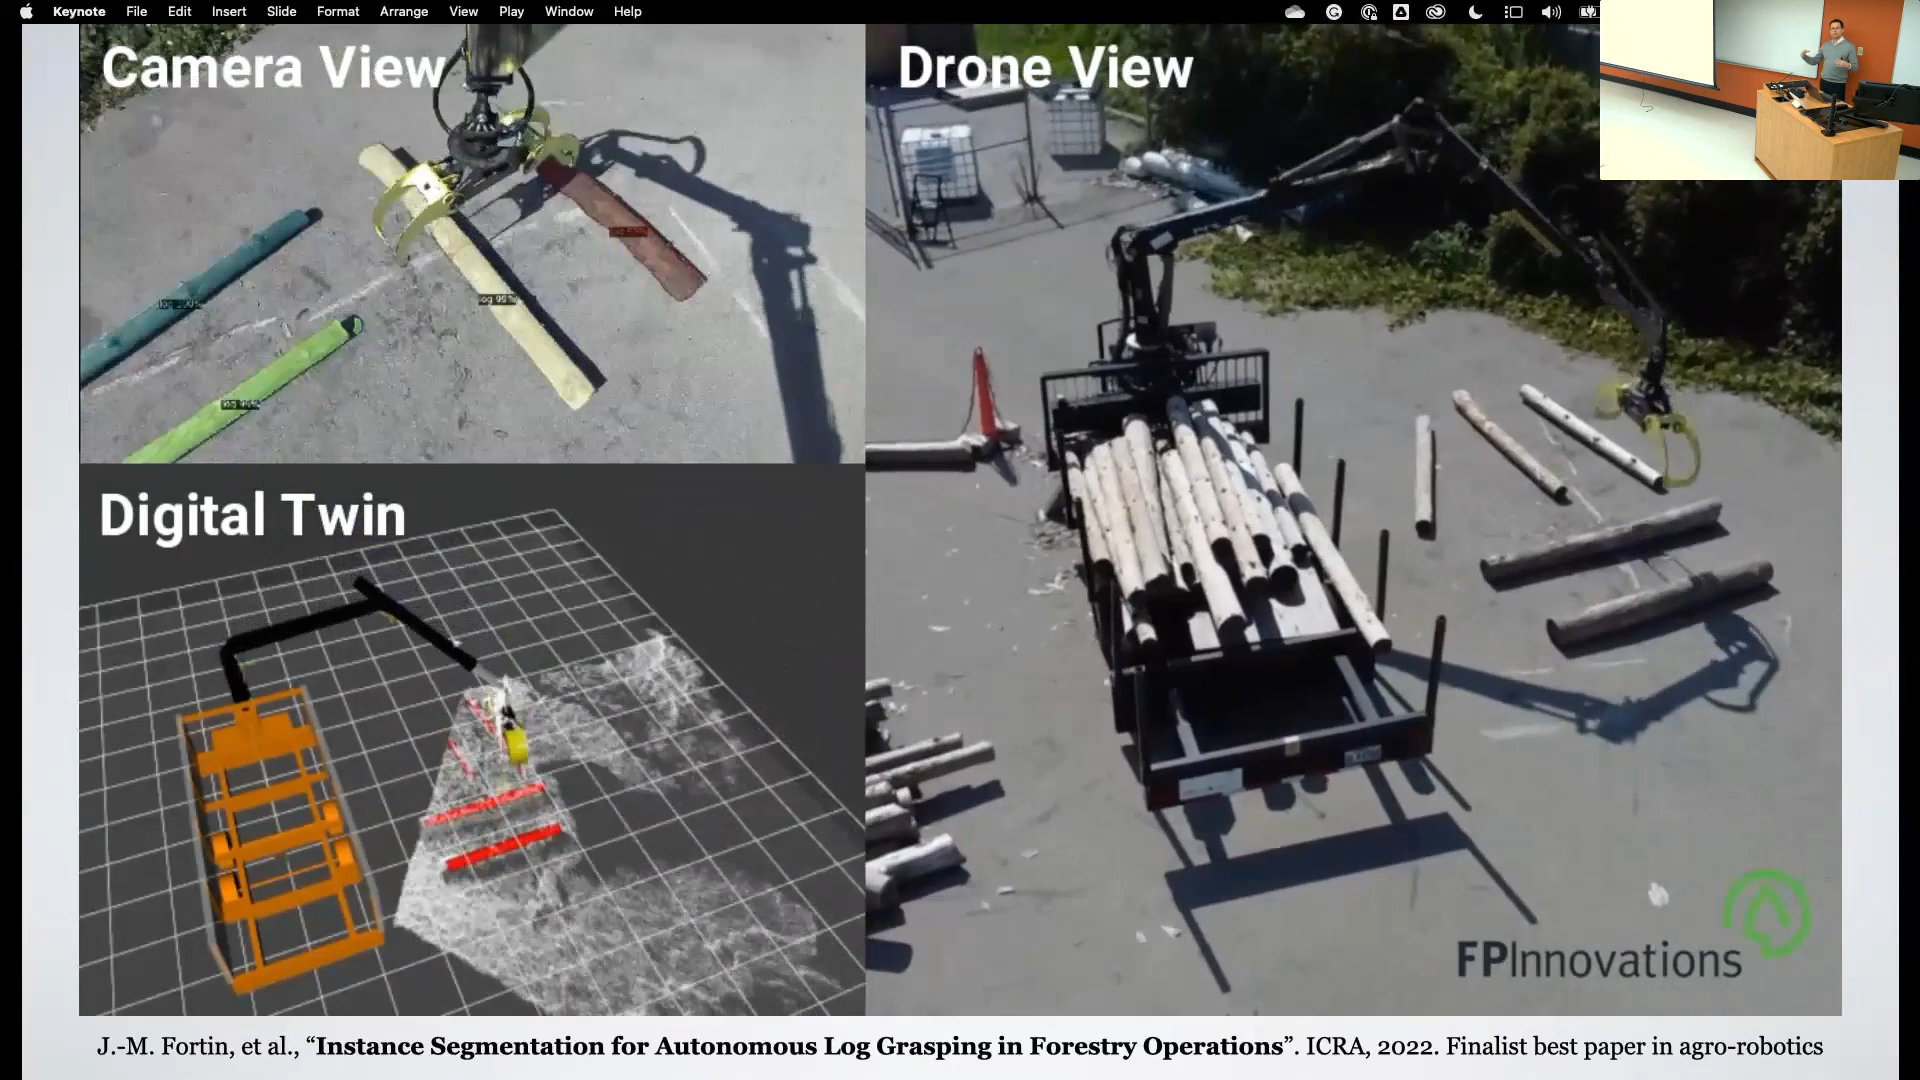 Keynote File Edit Insert Slide Format Arrange View Play Window Help
Camera View
Drone View
log 99%
Digital Twin
FPInnovations
J.-M. Fortin, et al., “Instance Segmentation for Autonomous Log Grasping in Forestry Operations”. ICRA, 2022. Finalist best paper in agro-robotics